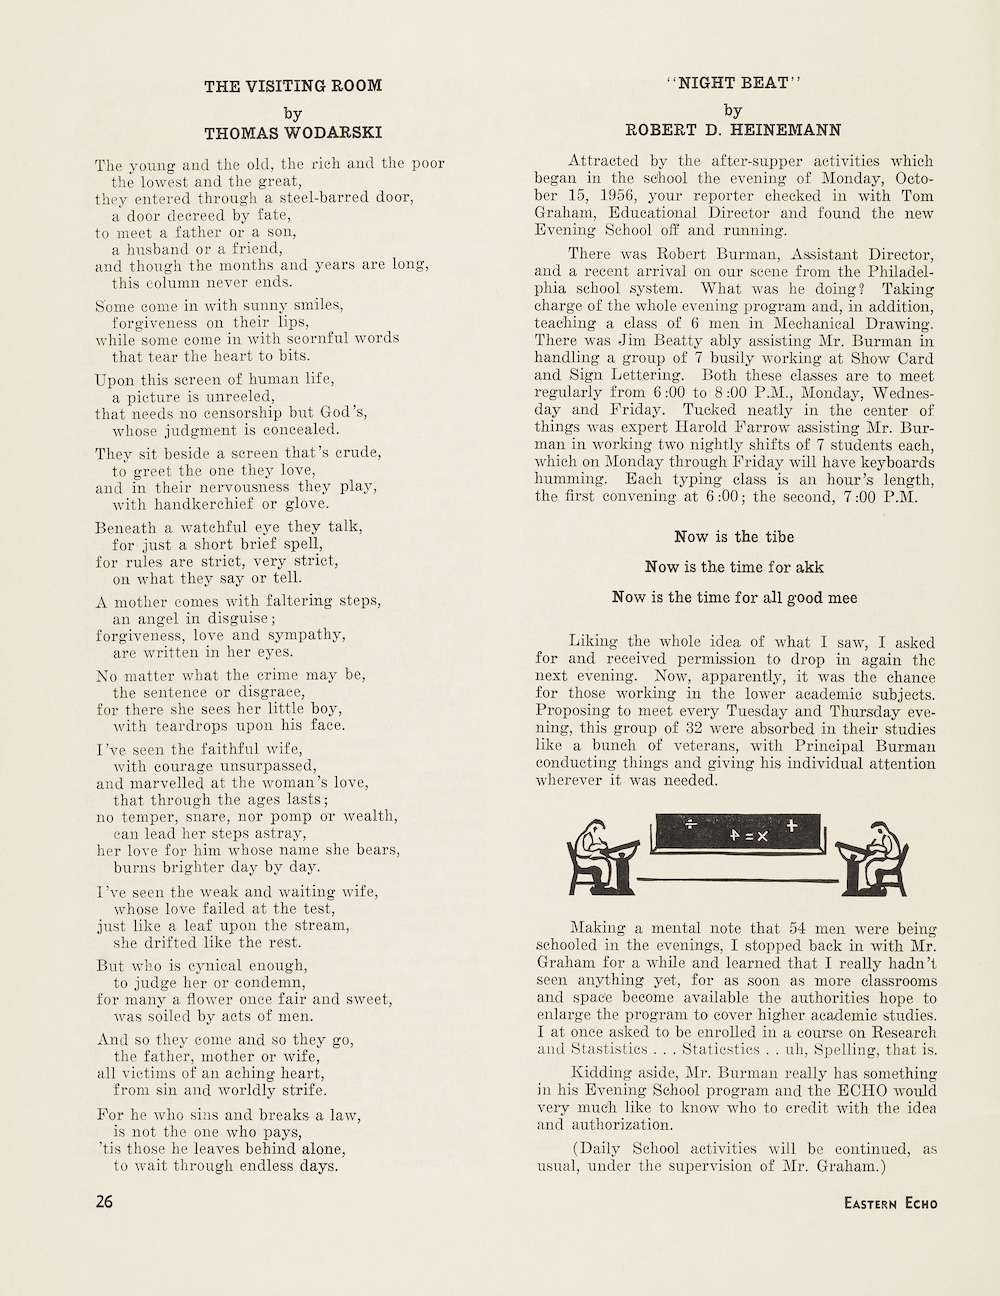 THE VISITING ROOM
by
THOMAS WODARSKI
The young and the old, the rich and the poor
the lowest and the great,
they entered through a steel-barred door,
a door decreed by fate,
to meet a father or a son,
a husband or a friend,
and though the months and years are long,
this column never ends.
Some come in with sunny smiles,
forgiveness on their lips,
while some come in with scornful words
that tear the heart to bits.
Upon this screen of human life,
a picture is unreeled,
that needs no censorship but God's,
whose judgment is concealed.
They sit beside a screen that's crude,
to greet the one they love,
and in their nervousness they play,
with handkerchief or glove.
Beneath a watchful eye they talk,
for just a short brief spell,
for rules are strict, very strict,
on what they say or tell.
A mother comes with faltering steps,
an angel in disguise;
forgiveness, love and sympathy,
are written in her eyes.
No matter what the crime may be,
the sentence or disgrace,
for there she sees her little boy,
with teardrops upon his face.
I've seen the faithful wife,
with courage unsurpassed,
and marvelled at the woman's love,
that through the ages lasts;
no temper, snare, nor pomp or wealth,
can lead her steps astray,
her love for him whose name she bears,
burns brighter day by day.
I've seen the weak and waiting wife,
whose love failed at the test,
just like a leaf upon the stream,
she drifted like the rest.
But who is cynical enough,
to judge her or condemn,
for many a flower once fair and sweet,
was soiled by acts of men.
And so they come and so they go,
the father, mother or wife,
all victims of an aching heart,
from sin and worldly strife.
For he who sins and breaks a law,
is not the one who pays,
'tis those he leaves behind alone,
to wait through endless days.
"NIGHT BEAT"
by
ROBERT D. HEINEMANN
Attracted by the after-supper activities which
began in the school the evening of Monday, Octo-
ber 15, 1956, your reporter checked in with Tom
Graham, Educational Director and found the new
Evening School off and running.
There was Robert Burman, Assistant Director,
and a recent arrival on our scene from the Philadel-
phia school system. What was he doing? Taking
charge of the whole evening program and, in addition,
teaching a class of 6 men in Mechanical Drawing.
There was Jim Beatty ably assisting Mr. Burman in
handling a group of 7 busily working at Show Card
and Sign Lettering. Both these classes are to meet
regularly from 6:00 to 8:00 P.M., Monday, Wednes-
day and Friday. Tucked neatly in the center of
things was expert Harold Farrow assisting Mr. Bur-
man in working two nightly shifts of 7 students each,
which on Monday through Friday will have keyboards
humming. Each typing class is an hour's length,
the first convening at 6:00; the second, 7:00 P.M.
Now is the tibe
Now is the time for akk
Now is the time for all good mee
Liking the whole idea of what I saw, I asked
for and received permission to drop in again the
next evening. Now, apparently, it was the chance
for those working in the lower academic subjects.
Proposing to meet every Tuesday and Thursday eve-
ning, this group of 32 were absorbed in their studies
like a bunch of veterans, with Principal Burman
conducting things and giving his individual attention
wherever it was needed.
÷ 4=x +
Making a mental note that 54 men were being
schooled in the evenings, I stopped back in with Mr.
Graham for a while and learned that I really hadn't
seen anything yet, for as soon as more classrooms
and space become available the authorities hope to
enlarge the program to cover higher academic studies.
I at once asked to be enrolled in a course on Research
and Stastistics . . . Staticstics . . uh, Spelling, that is.
Kidding aside, Mr. Burman really has something
in his Evening School program and the ECHO would
very much like to know who to credit with the idea
and authorization.
(Daily School activities will be continued, as
usual, under the supervision of Mr. Graham.)
26
EASTERN ECHO